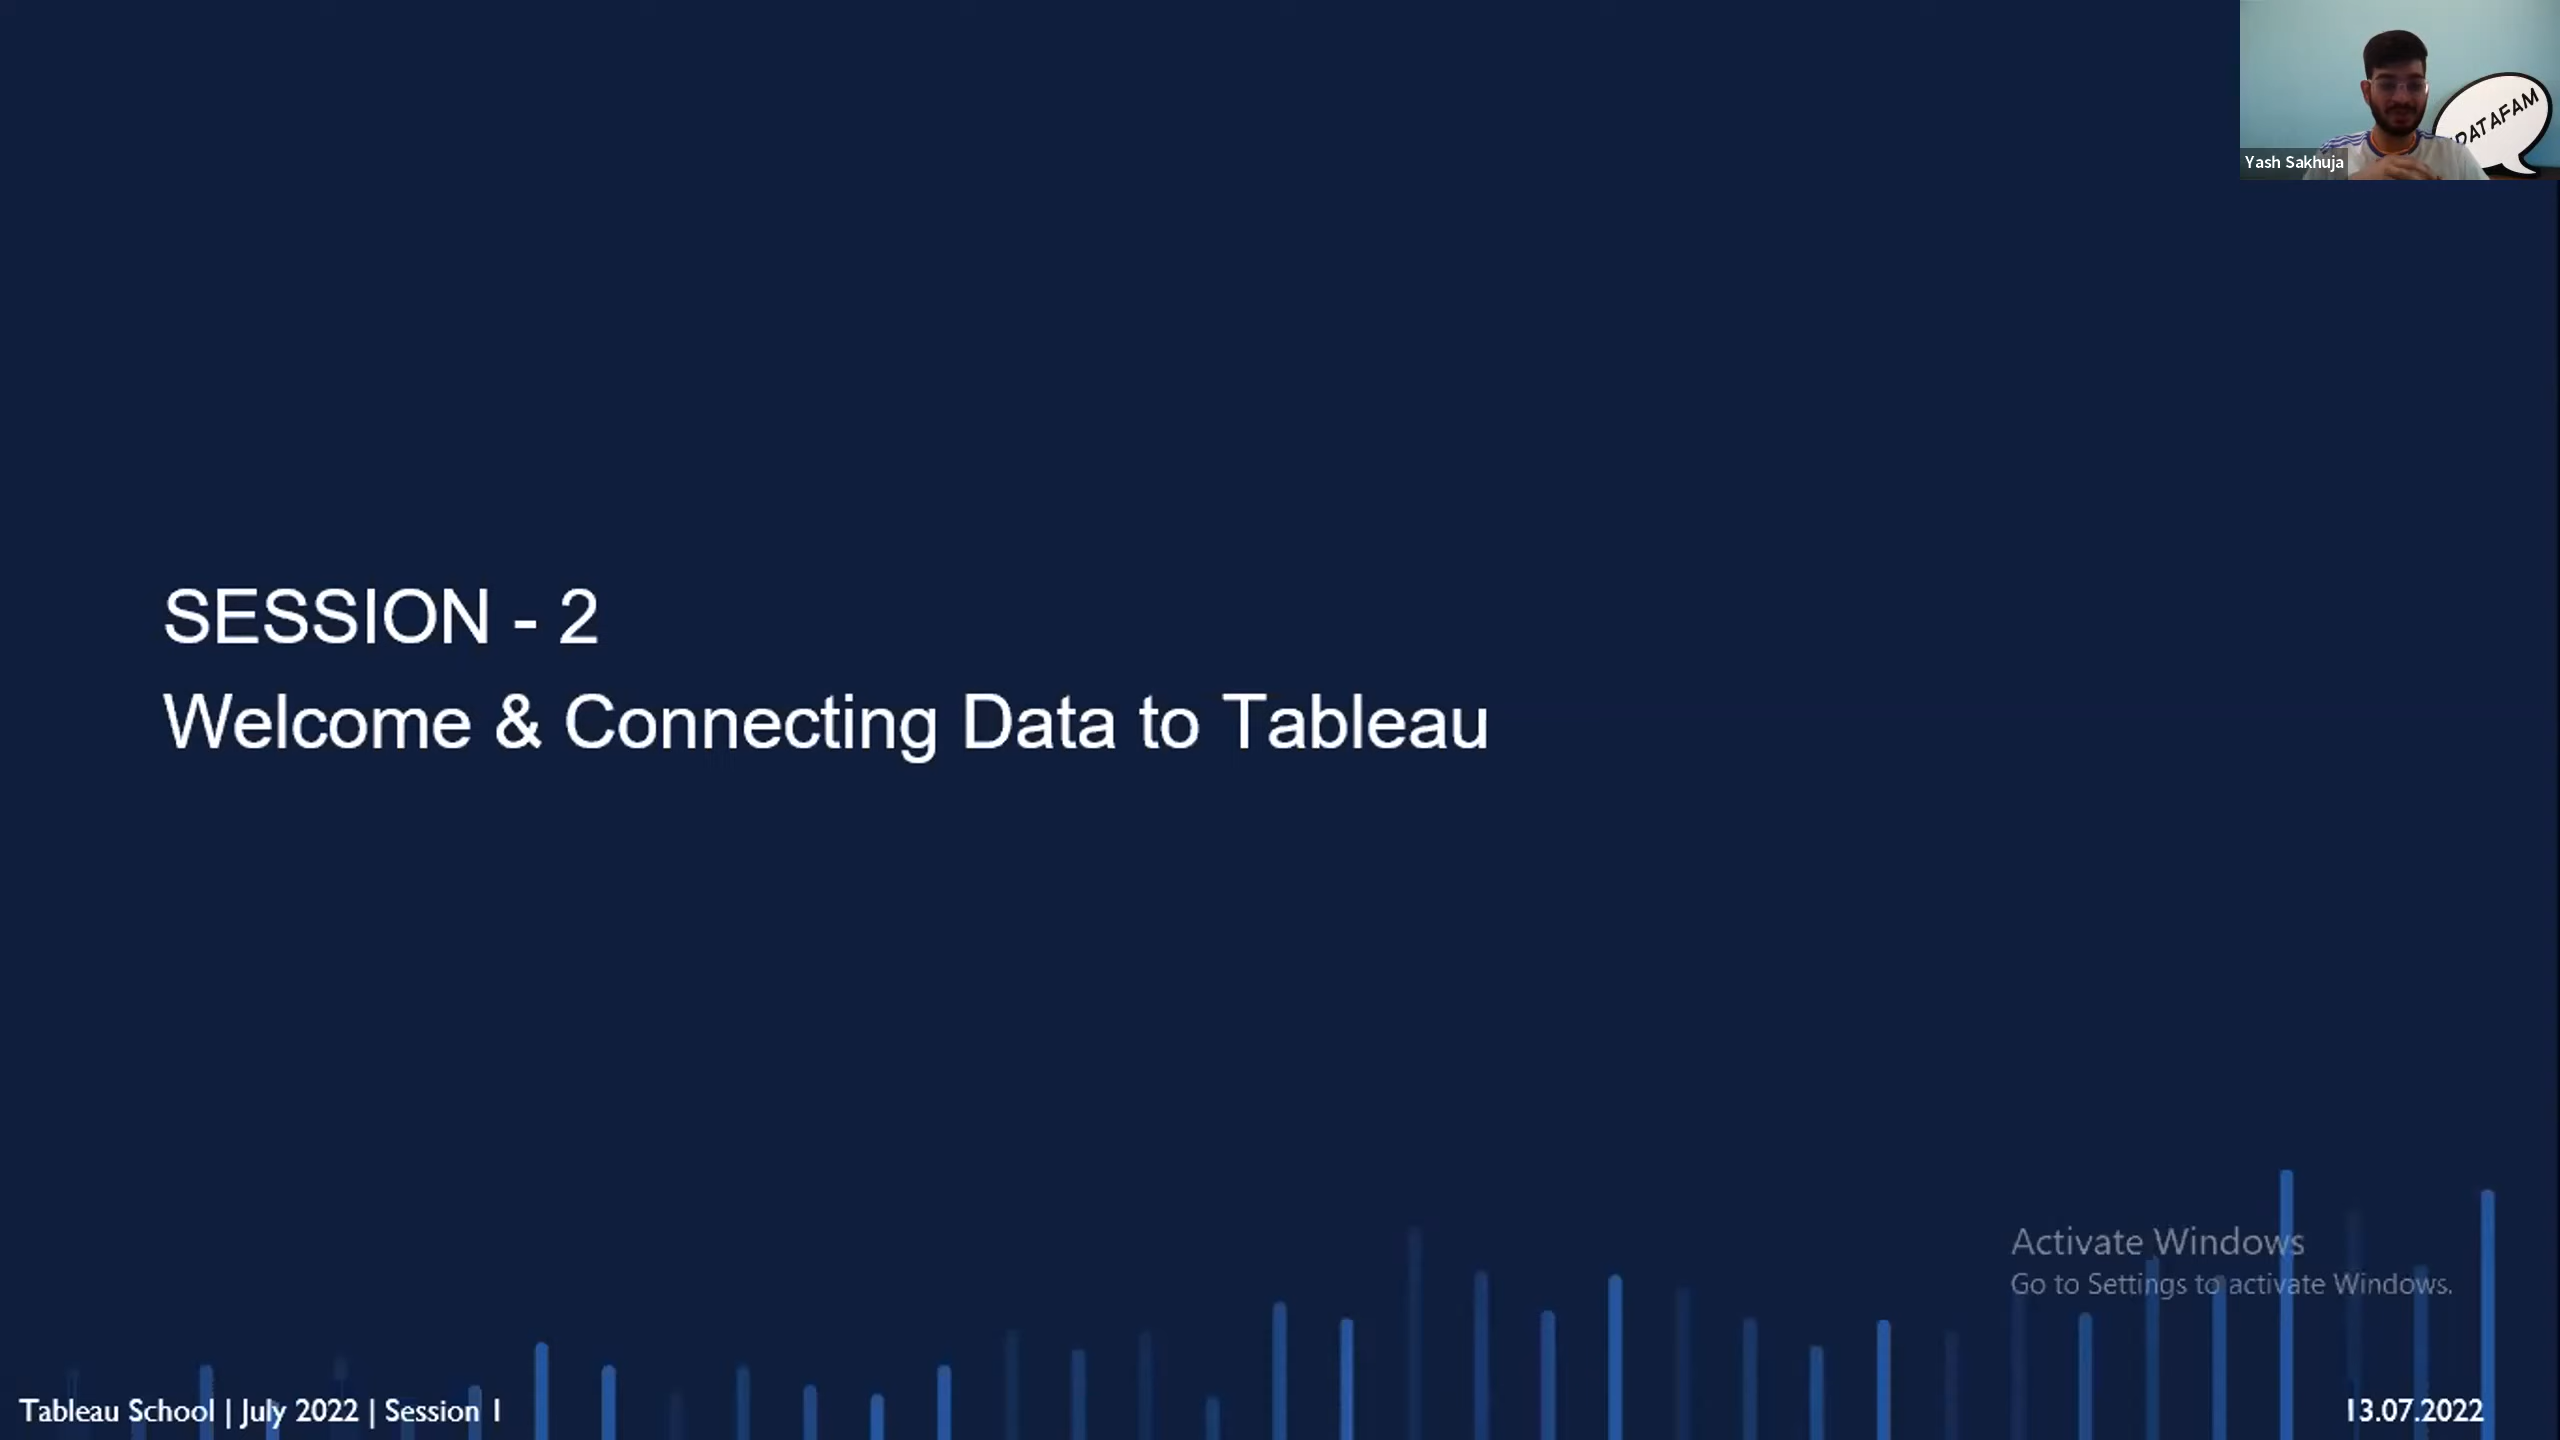 DATAFAM
Yash Sakhuja
SESSION - 2
Welcome & Connecting Data to Tableau
Activate Windows
Go to Settings to activate Windows.
Tableau School | July 2022 | Session 1
13.07.2022